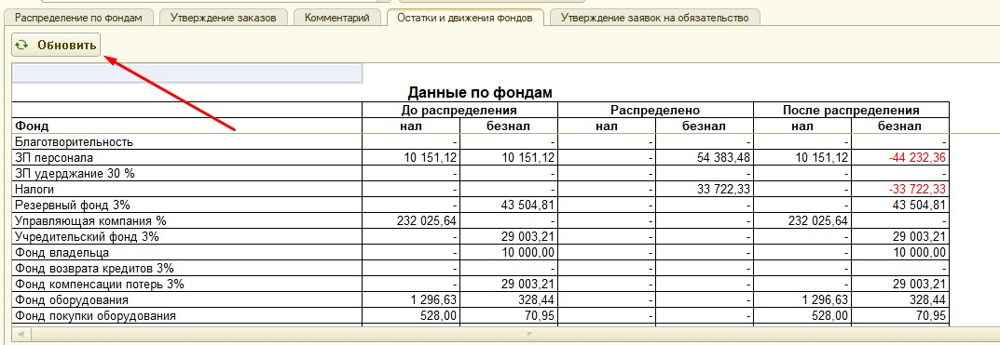 Распределение по фондам Утверждение заказов Комментарий Остатки и движения фондов Утверждение заявок на обязательство
Обновить
Данные по фондам
До распределения Распределено После распределения
Фонд нал безнал нал безнал нал безнал
Благотворительность - - - - - -
ЗП персонала 10 151,12 10 151,12 - 54 383,48 10 151,12 -44 232,36
ЗП удерджание 30 % - - - - - -
Налоги - - - 33 722,33 - -33 722,33
Резервный фонд 3% - 43 504,81 - - - 43 504,81
Управляющая компания % 232 025,64 - - - 232 025,64 -
Учредительский фонд 3% - 29 003,21 - - - 29 003,21
Фонд владельца - 10 000,00 - - - 10 000,00
Фонд возврата кредитов 3% - - - - - -
Фонд компенсации потерь 3% - 29 003,21 - - - 29 003,21
Фонд оборудования 1 296,63 328,44 - - 1 296,63 328,44
Фонд покупки оборудования 528,00 70,95 - - 528,00 70,95